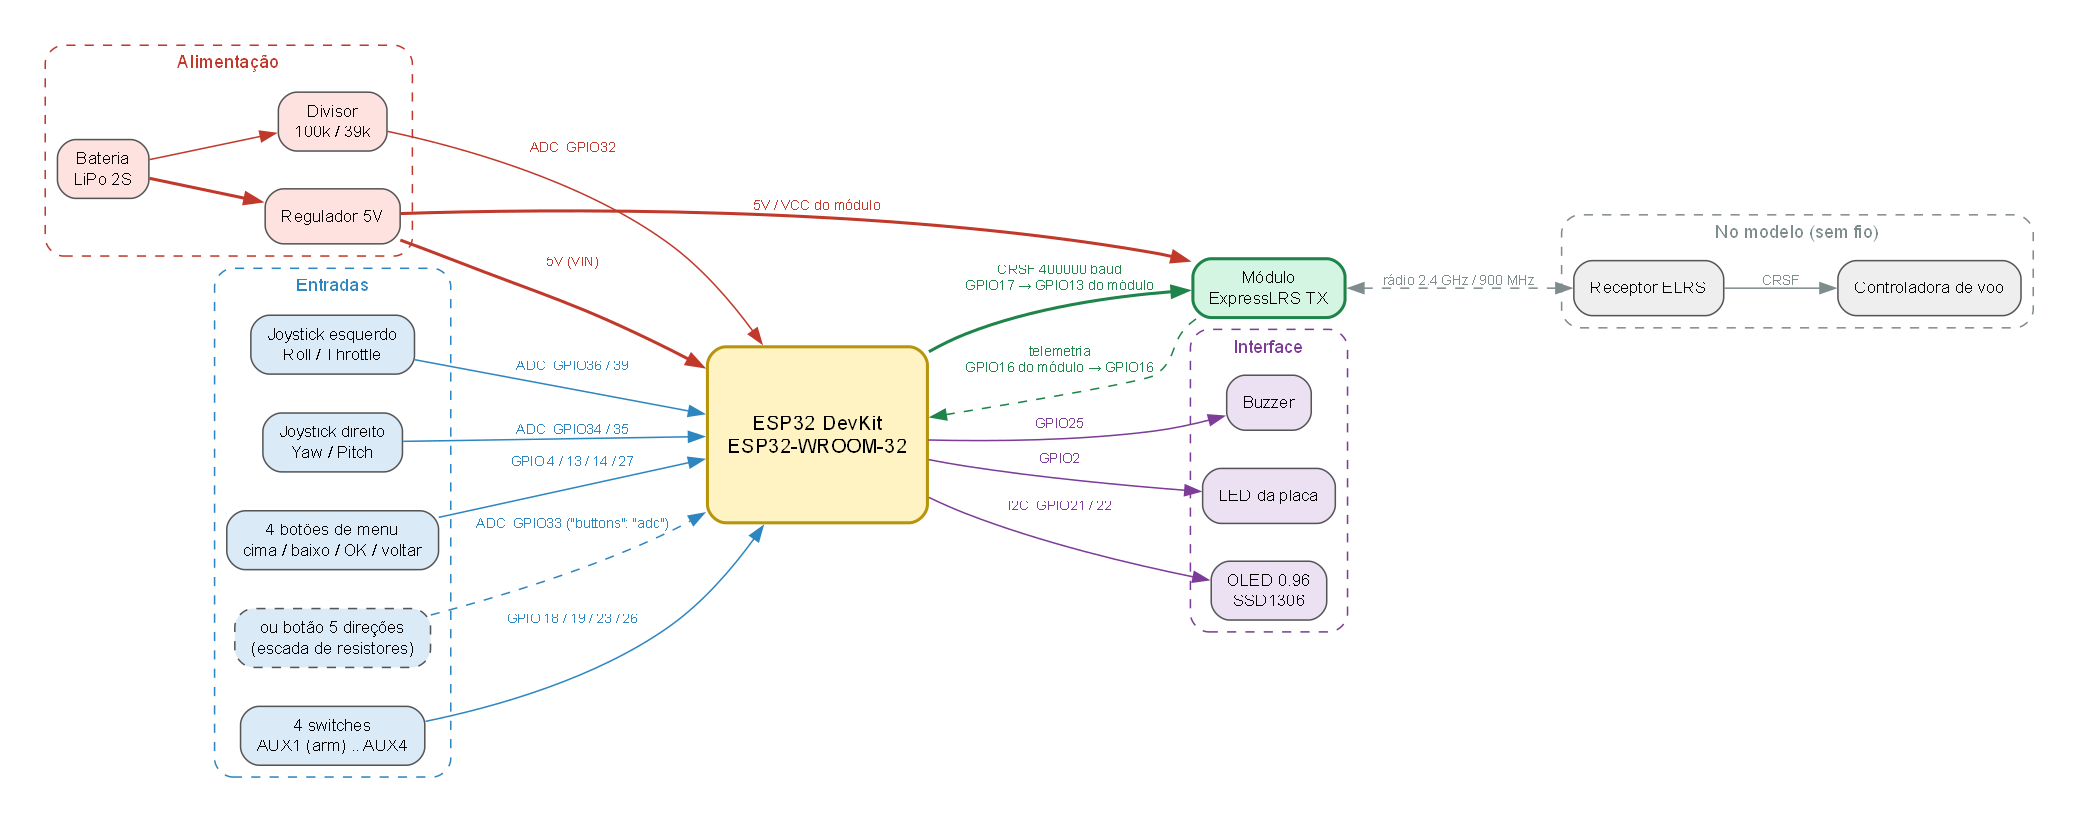 Alimentação
Divisor
100k / 39k
Bateria
LiPo 2S
Regulador 5V
ADC GPIO32
5V / VCC do módulo
5V (VIN)
Entradas
Joystick esquerdo
Roll / Throttle
ADC GPIO36 / 39
Joystick direito
Yaw / Pitch
ADC GPIO34 / 35
GPIO 4 / 13 / 14 / 27
4 botões de menu
cima / baixo / OK / voltar
ADC GPIO33 ("buttons": "adc")
ou botão 5 direções
(escada de resistores)
GPIO 18 / 19 / 23 / 26
4 switches
AUX1 (arm) .. AUX4
ESP32 DevKit
ESP32-WROOM-32
CRSF 400000 baud
GPIO17 → GPIO13 do módulo
telemetria
GPIO16 do módulo → GPIO16
GPIO25
GPIO2
I2C GPIO21 / 22
Módulo
ExpressLRS TX
Interface
Buzzer
LED da placa
OLED 0.96
SSD1306
rádio 2.4 GHz / 900 MHz
No modelo (sem fio)
Receptor ELRS
CRSF
Controladora de voo